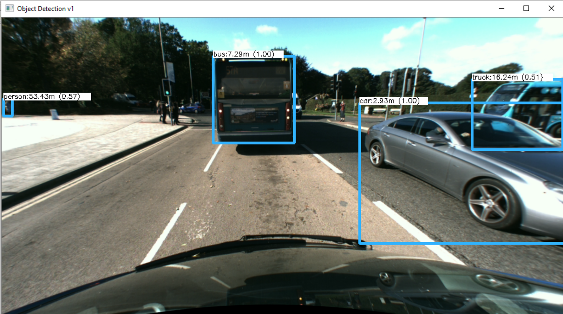 Object Detection v1
bus:7.29m (1.00)
truck:16.24m (0.51)
person:53.43m (0.57)
car:2.93m (1.00)